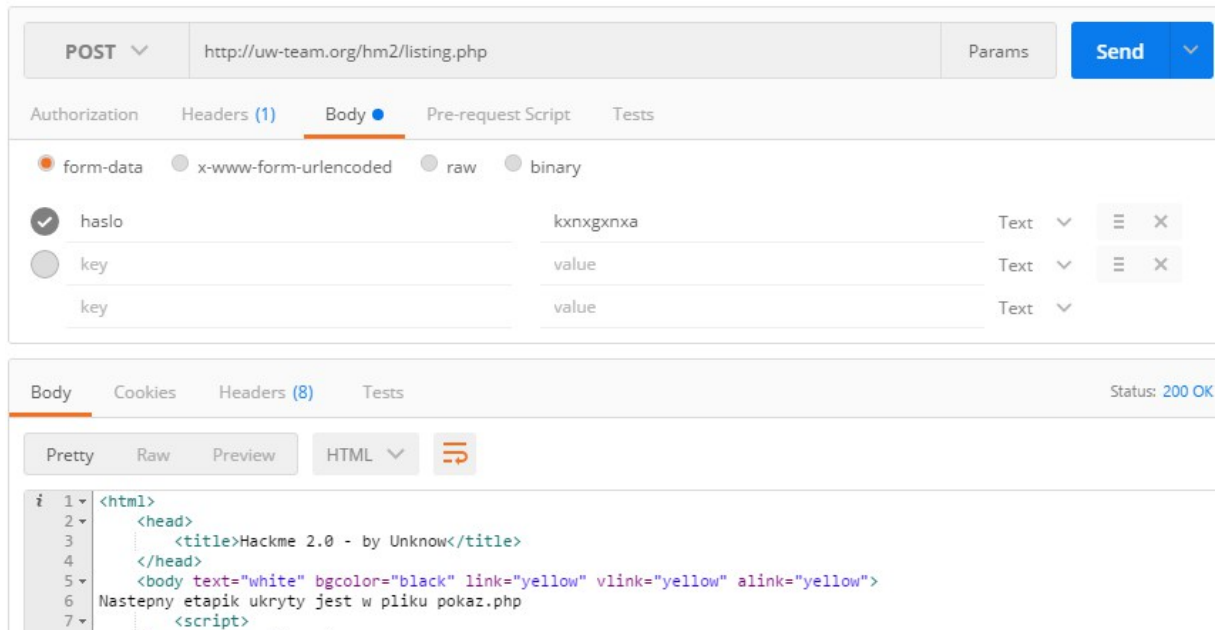 POST http://uw-team.org/hm2/listing.php Params Send
Authorization Headers (1) Body Pre-request Script Tests
form-data x-www-form-urlencoded raw binary
haslo kxnxgxnxa Text
key value Text
key value Text
Body Cookies Headers (8) Tests Status: 200 OK
Pretty Raw Preview HTML
i 1 <html>
2 <head>
3 <title>Hackme 2.0 - by Unknow</title>
4 </head>
5 <body text="white" bgcolor="black" link="yellow" vlink="yellow" alink="yellow">
6 Nastepny etapik ukryty jest w pliku pokaz.php
7 <script>